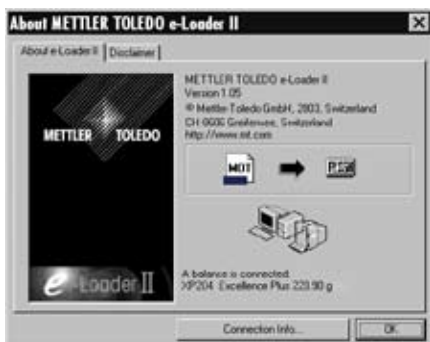 About METTLER TOLEDO e-Loader II
About e-Loader II
Disclaimer
METTLER TOLEDO
METTLER TOLEDO e-Loader II
Version 1.05
© Mettler-Toledo GmbH, 2003, Switzerland
CH-8606 Greifensee, Switzerland
http://www.mt.com
MOT
e-Loader II
A balance is connected.
XP204 Excellence Plus 220.90 g
Connection Info...
OK